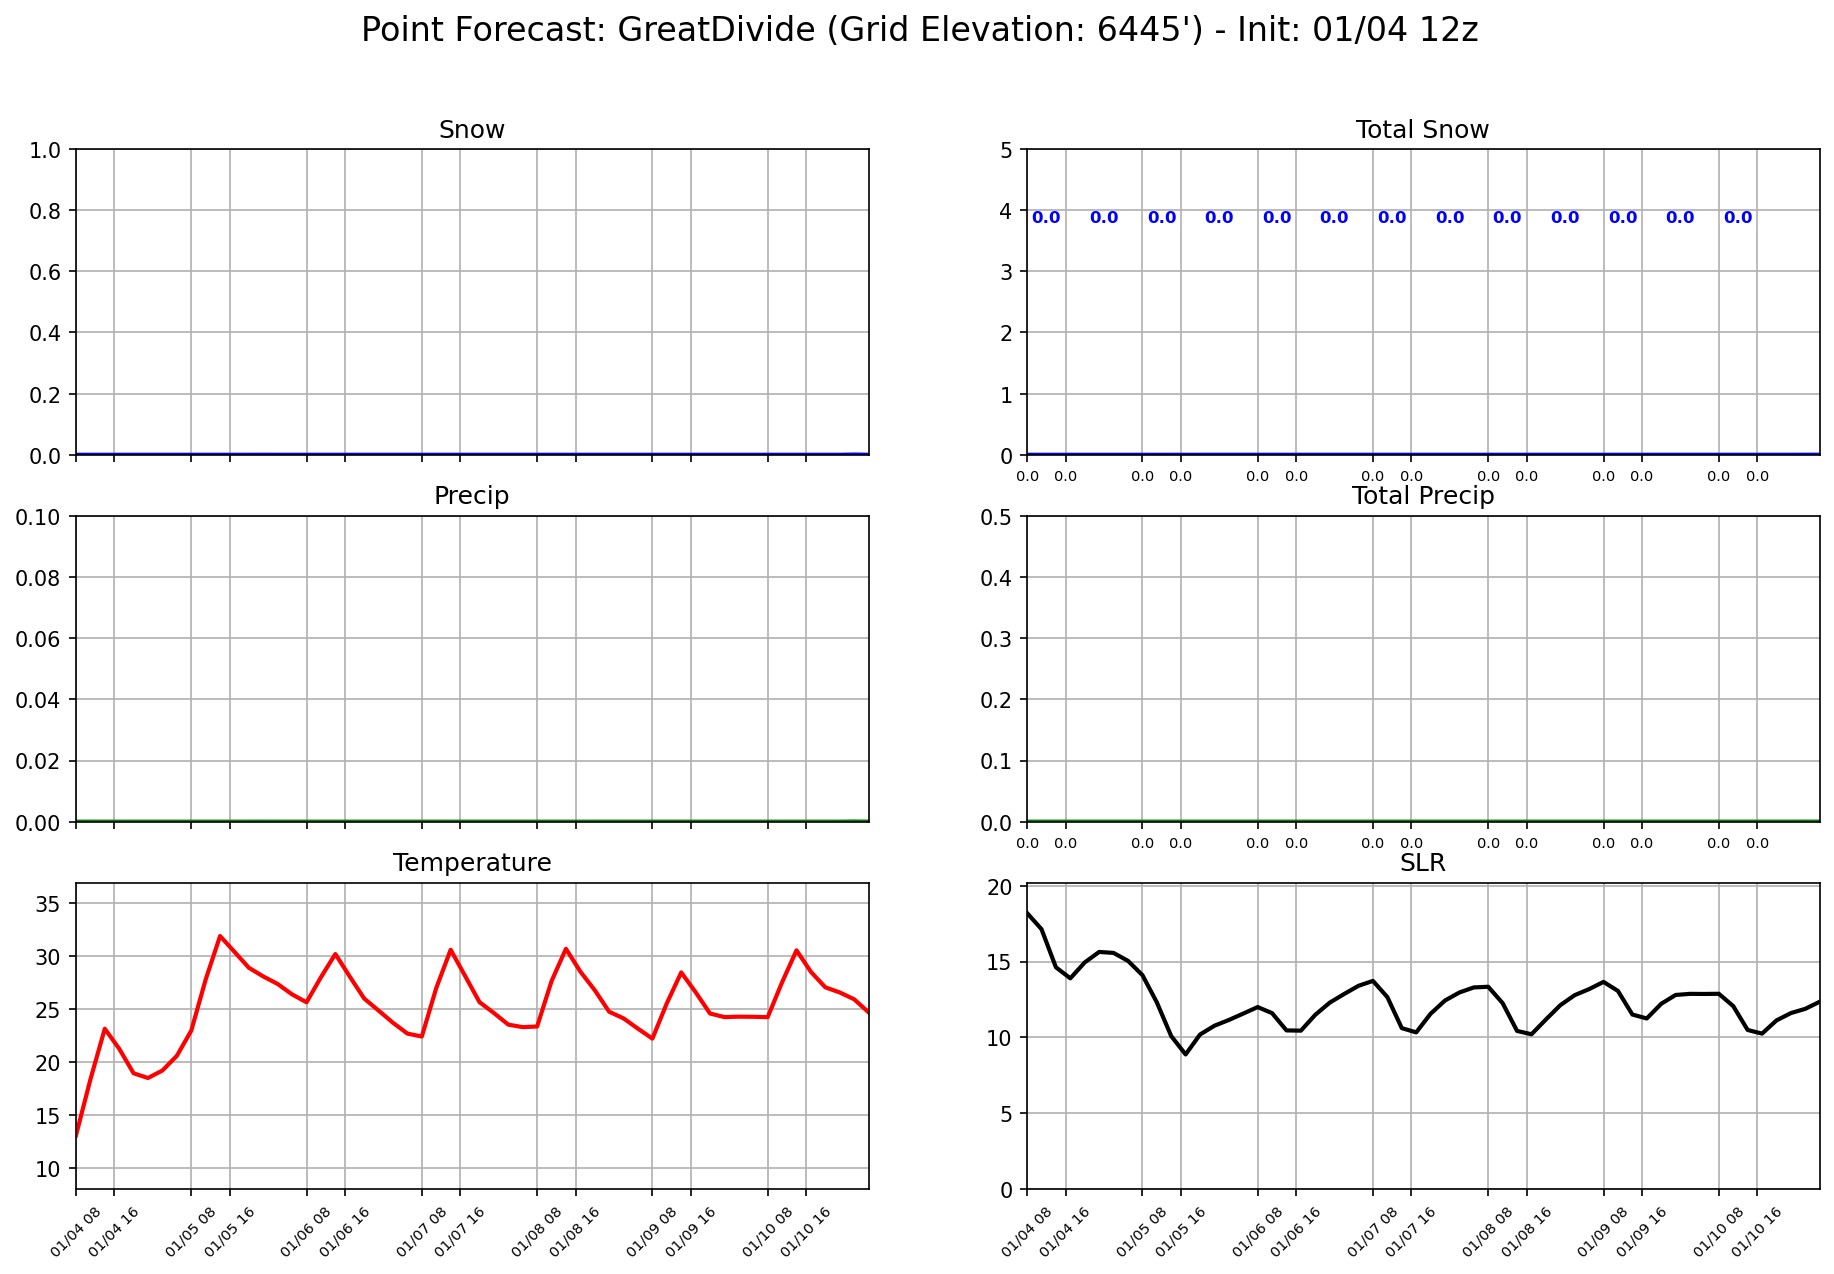 Point Forecast: GreatDivide (Grid Elevation: 6445') - Init: 01/04 12z
Snow
1.0
0.8
0.6
0.4
0.2
0.0
Total Snow
5
4
3
2
1
0
0.0 0.0 0.0 0.0 0.0 0.0 0.0 0.0 0.0 0.0 0.0 0.0 0.0
0.0 0.0 0.0 0.0 0.0 0.0 0.0 0.0 0.0 0.0 0.0 0.0 0.0 0.0
Precip
0.10
0.08
0.06
0.04
0.02
0.00
Total Precip
0.5
0.4
0.3
0.2
0.1
0.0
0.0 0.0 0.0 0.0 0.0 0.0 0.0 0.0 0.0 0.0 0.0 0.0 0.0 0.0
Temperature
35
30
25
20
15
10
01/04 08 01/04 16 01/05 08 01/05 16 01/06 08 01/06 16 01/07 08 01/07 16 01/08 08 01/08 16 01/09 08 01/09 16 01/10 08 01/10 16
SLR
20
15
10
5
0
01/04 08 01/04 16 01/05 08 01/05 16 01/06 08 01/06 16 01/07 08 01/07 16 01/08 08 01/08 16 01/09 08 01/09 16 01/10 08 01/10 16